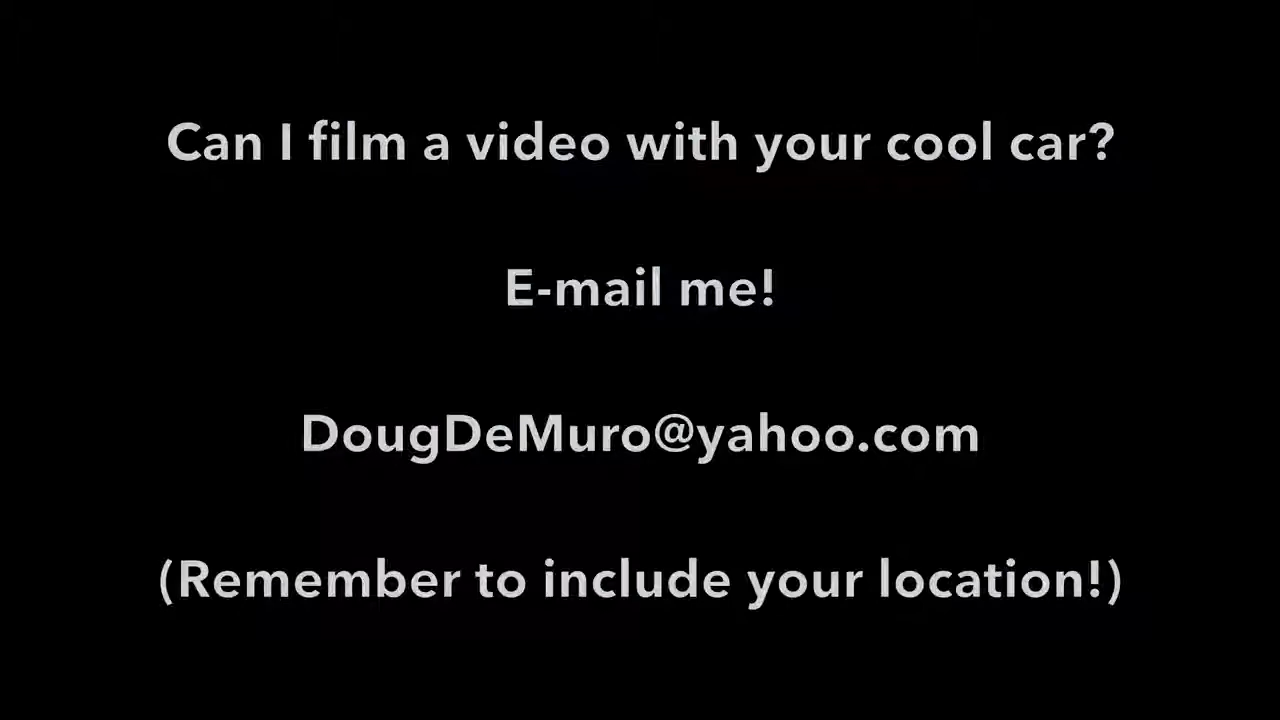 Can I film a video with your cool car?
E-mail me!
DougDeMuro@yahoo.com
(Remember to include your location!)